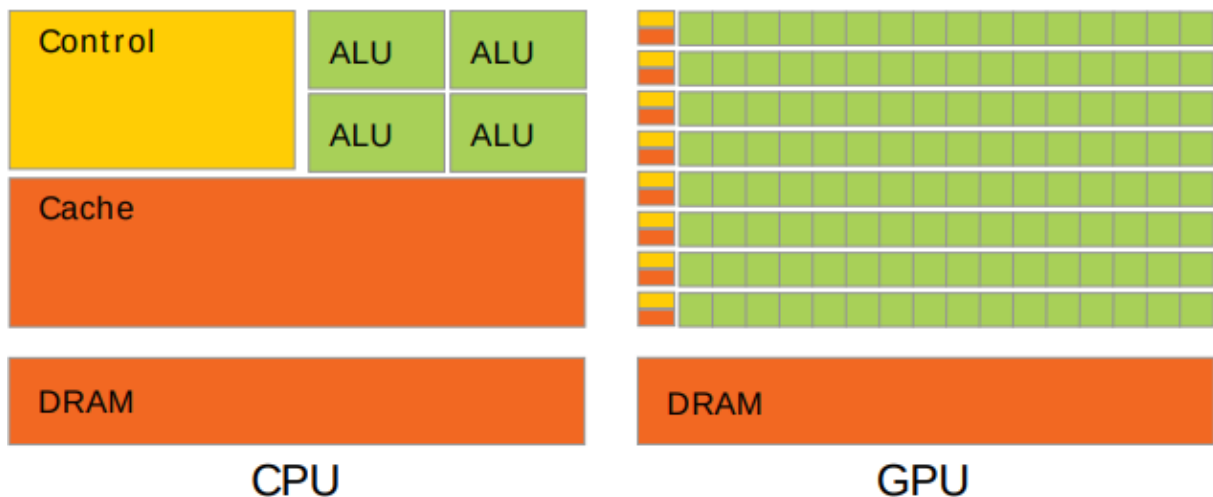 Control
ALU ALU
ALU ALU
Cache
DRAM
CPU
DRAM
GPU